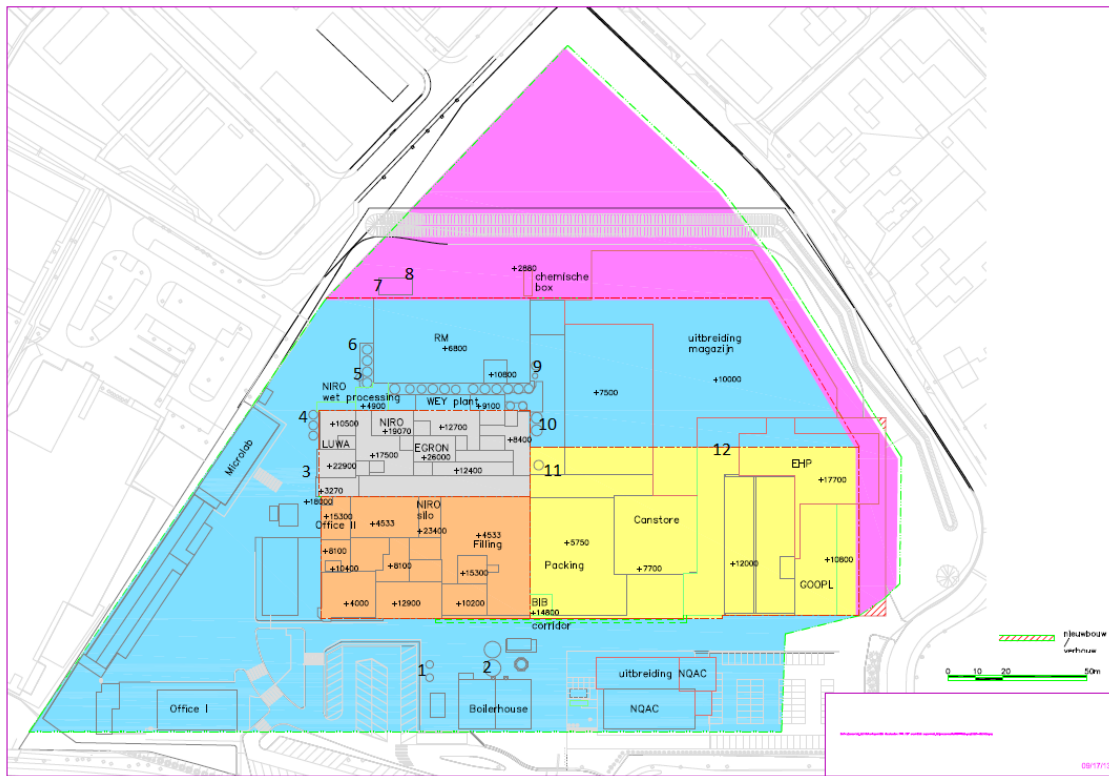 +2880
8
chemische
box
7
RM
+6800
uitbreiding
magazijn
6
9
+10800
+10000
5
+7500
NIRO
wet processing
WEY plant
+4900
+9100
4
+10500
NIRO
+12700
10
+19070
+8400
LUWA
EGRON
12
+17500
+26000
EHP
Microlab
+22900
+12400
11
3
+17700
+3270
+18000
NIRO
silo
+15300
Office II
+4533
+23400
+4533
Canstore
Filling
+5750
+8100
Packing
+12000
+10800
+10400
+8100
+15300
+7700
GOOPL
BIB
+4000
+12900
+10200
+14800
corridor
nieuwbouw
/
verbouw
1
2
0 10 20 50m
uitbreiding NQAC
Office I
Boilerhouse
NQAC